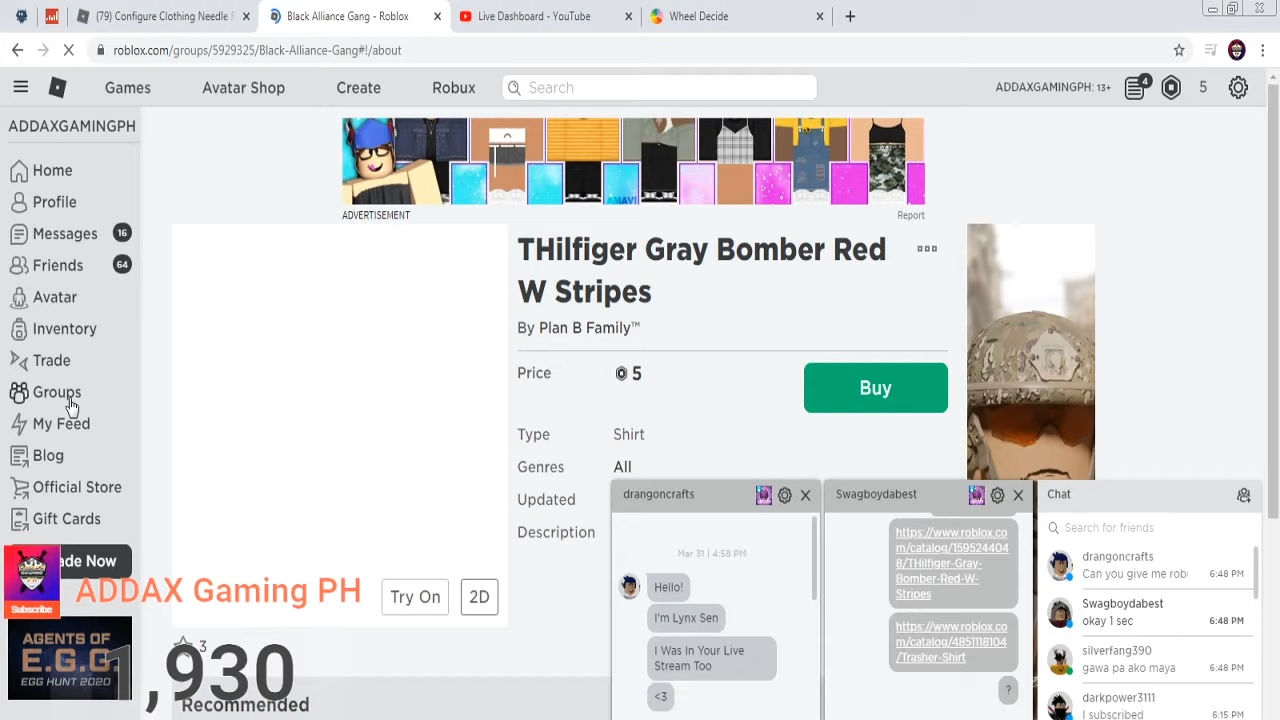 (79) Configure Clothing Needle F
Black Alliance Gang - Roblox
Live Dashboard - YouTube
Wheel Decide
roblox.com/groups/5929325/Black-Alliance-Gang#!/about
Games
Avatar Shop
Create
Robux
Search
ADDAXGAMINGPH: 13+
4
5
ADDAXGAMINGPH
Home
Profile
Messages 16
Friends 64
Avatar
Inventory
Trade
Groups
My Feed
Blog
Official Store
Gift Cards
ade Now
Subscribe
ADDAX Gaming PH
AGENTS OF
E.G.G.
EGG HUNT 2020
1,930
ADVERTISEMENT
Report
THilfiger Gray Bomber Red
W Stripes
By Plan B Family™
Price 5
Buy
Type Shirt
Genres All
Updated
Description
Try On
2D
3
Recommended
drangoncrafts
Mar 31 | 4:58 PM
Hello!
I'm Lynx Sen
I Was In Your Live
Stream Too
<3
Swagboydabest
https://www.roblox.co
m/catalog/159524404
8/THilfiger-Gray-
Bomber-Red-W-
Stripes
https://www.roblox.co
m/catalog/4851118104
/Trasher-Shirt
?
Chat
Search for friends
drangoncrafts
Can you give me rob 6:48 PM
Swagboydabest
okay 1 sec 6:48 PM
silverfang390
gawa pa ako maya 6:48 PM
darkpower3111
I subscribed 6:15 PM